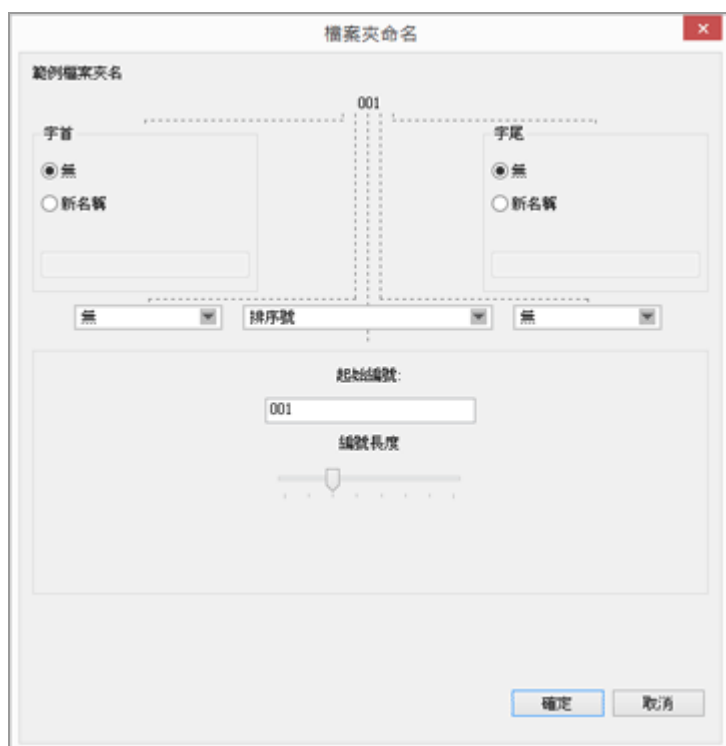 檔案夾命名
範例檔案夾名
001
字首
無
新名稱
字尾
無
新名稱
無
排序號
無
起始編號:
001
編號長度
確定
取消